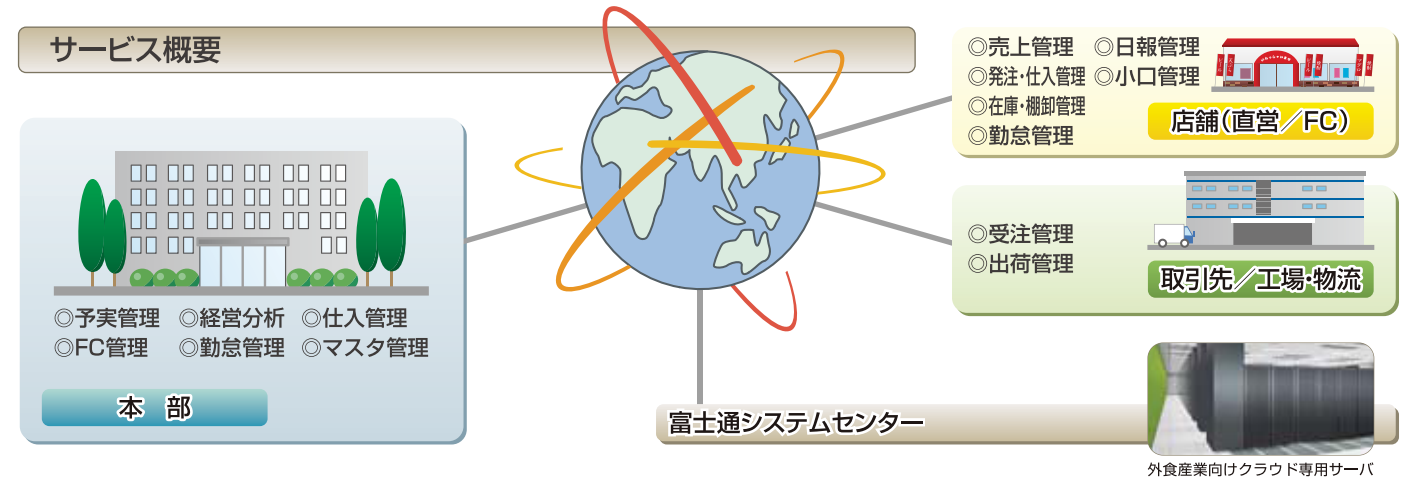 サービス概要
◎予実管理 ◎経営分析 ◎仕入管理
◎FC管理 ◎勤怠管理 ◎マスタ管理
本 部
◎売上管理 ◎日報管理
◎発注・仕入管理 ◎小口管理
◎在庫・棚卸管理
◎勤怠管理
店舗(直営／FC)
◎受注管理
◎出荷管理
取引先／工場・物流
富士通システムセンター
外食産業向けクラウド専用サーバ